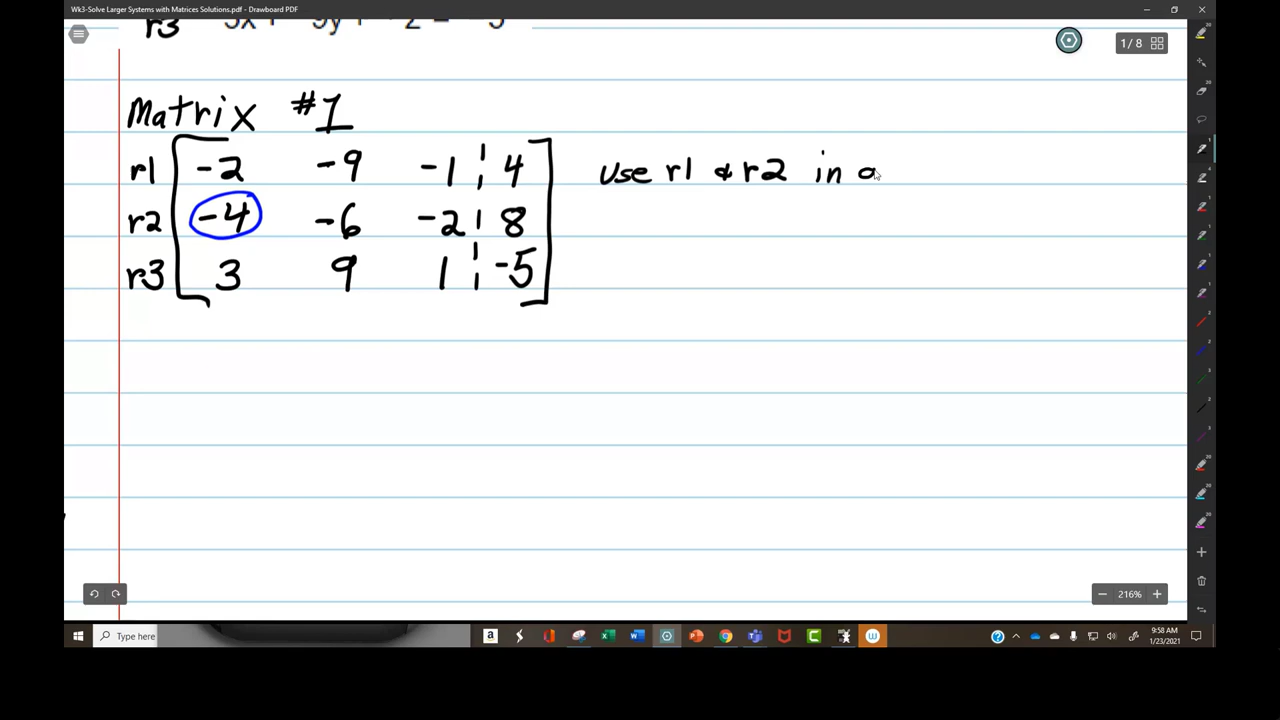 Wk3-Solve Larger Systems with Matrices Solutions.pdf - Drawboard PDF
r3
1 / 8
Matrix #1
r1 -2 -9 -1 4 use r1 & r2 in a
r2 -4 -6 -2 8
r3 3 9 1 -5
216%
Type here
9:58 AM
1/23/2021